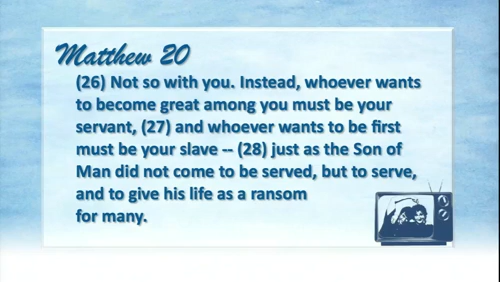 Matthew 20
(26) Not so with you. Instead, whoever wants
to become great among you must be your
servant, (27) and whoever wants to be first
must be your slave -- (28) just as the Son of
Man did not come to be served, but to serve,
and to give his life as a ransom
for many.